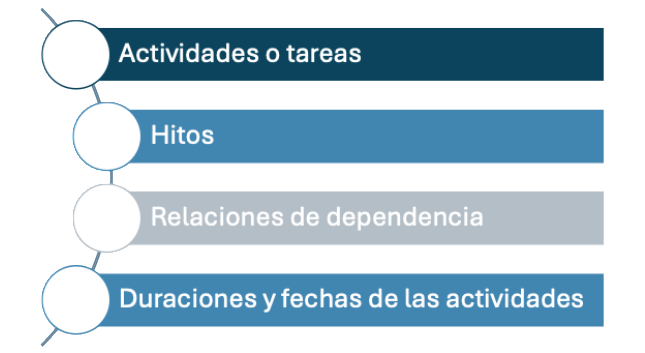 Actividades o tareas
Hitos
Relaciones de dependencia
Duraciones y fechas de las actividades